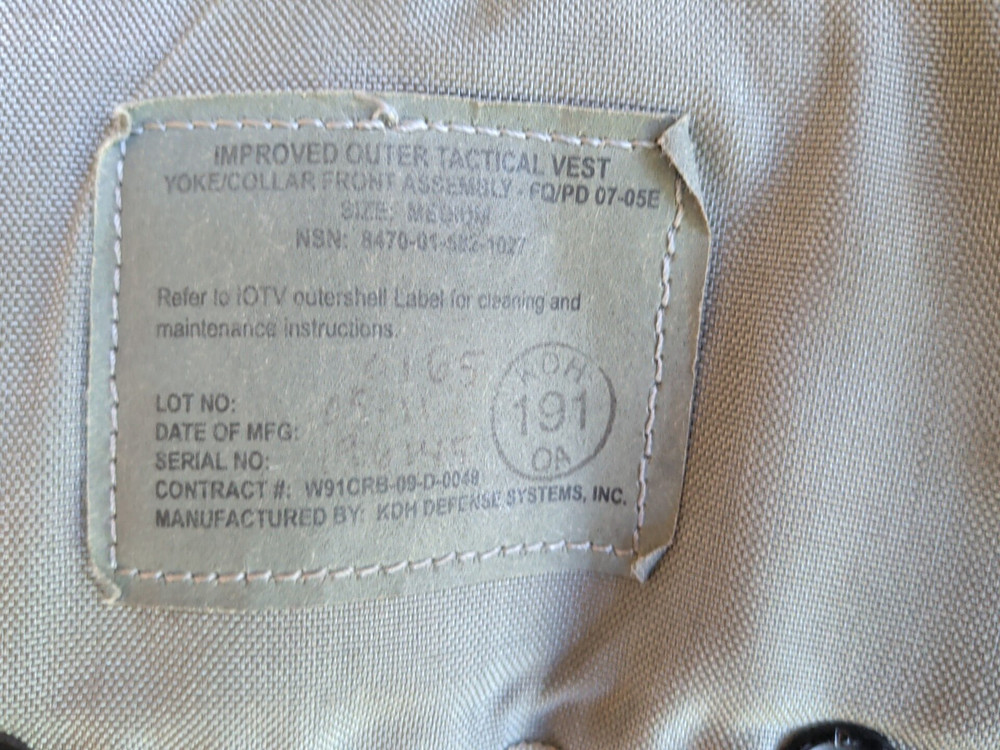 IMPROVED OUTER TACTICAL VEST
YOKE/COLLAR FRONT ASSEMBLY - FQ/PD 07-05E
SIZE: MEDIUM
NSN: 8470-01-582-1027
Refer to IOTV outershell Label for cleaning and
maintenance instructions.
LOT NO:
DATE OF MFG:
SERIAL NO:
CONTRACT #: W91CRB-09-D-0048
MANUFACTURED BY: KDH DEFENSE SYSTEMS, INC.
KDH
191
QA